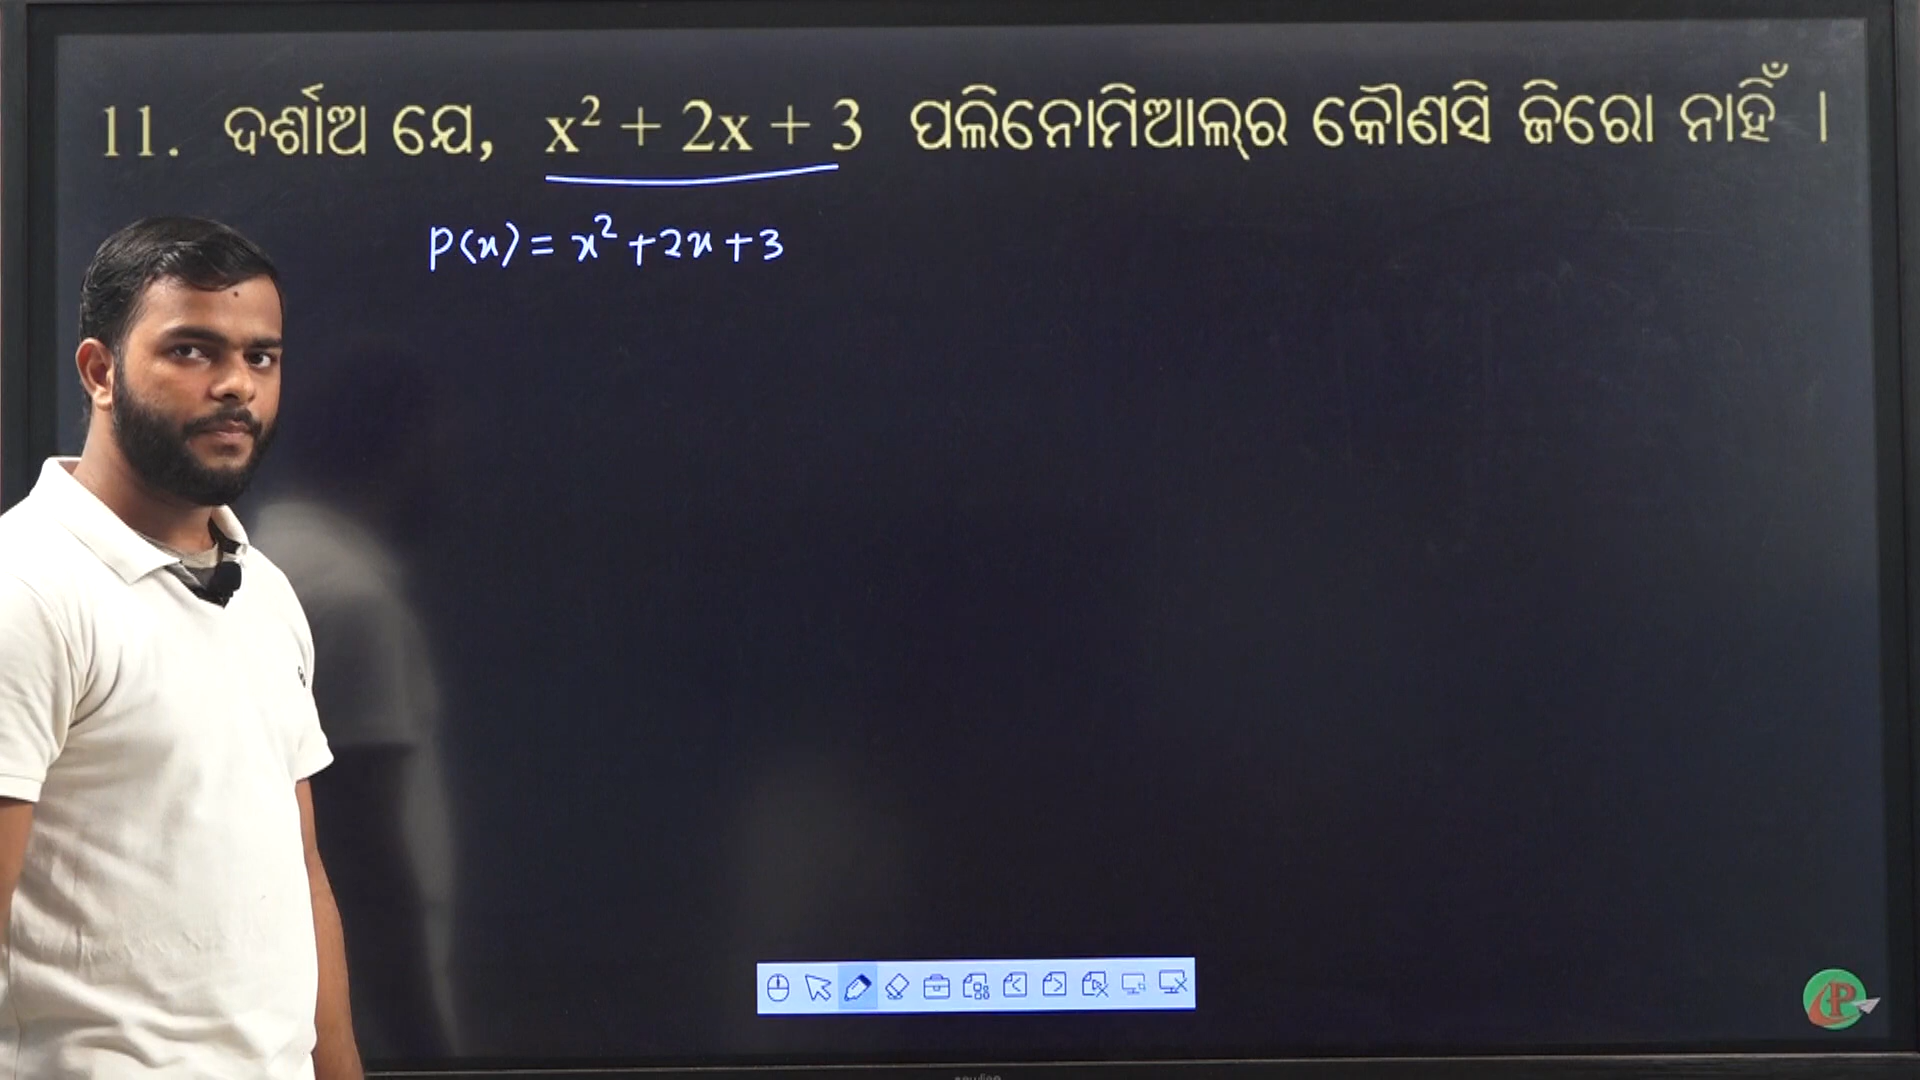 11. ଦର୍ଶାଅ ଯେ, x² + 2x + 3 ପଲିନୋମିଆଲ୍‌ର କୌଣସି ଜିରୋ ନାହିଁ ।
P(x) = x² + 2x + 3
P